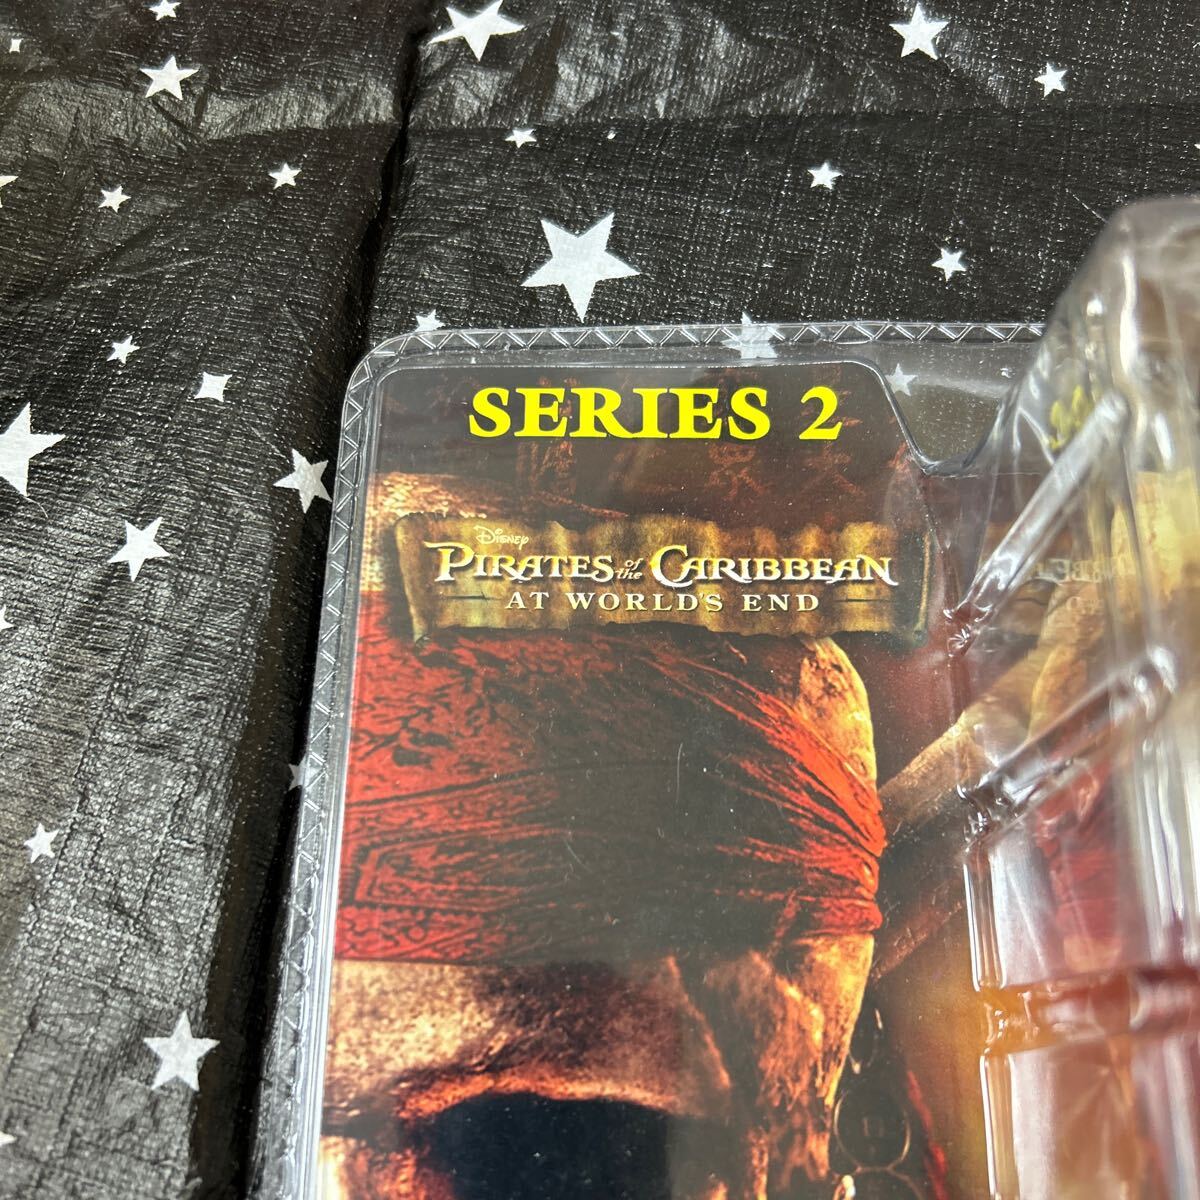 SERIES 2
DISNEY
PIRATES of the CARIBBEAN
AT WORLD'S END